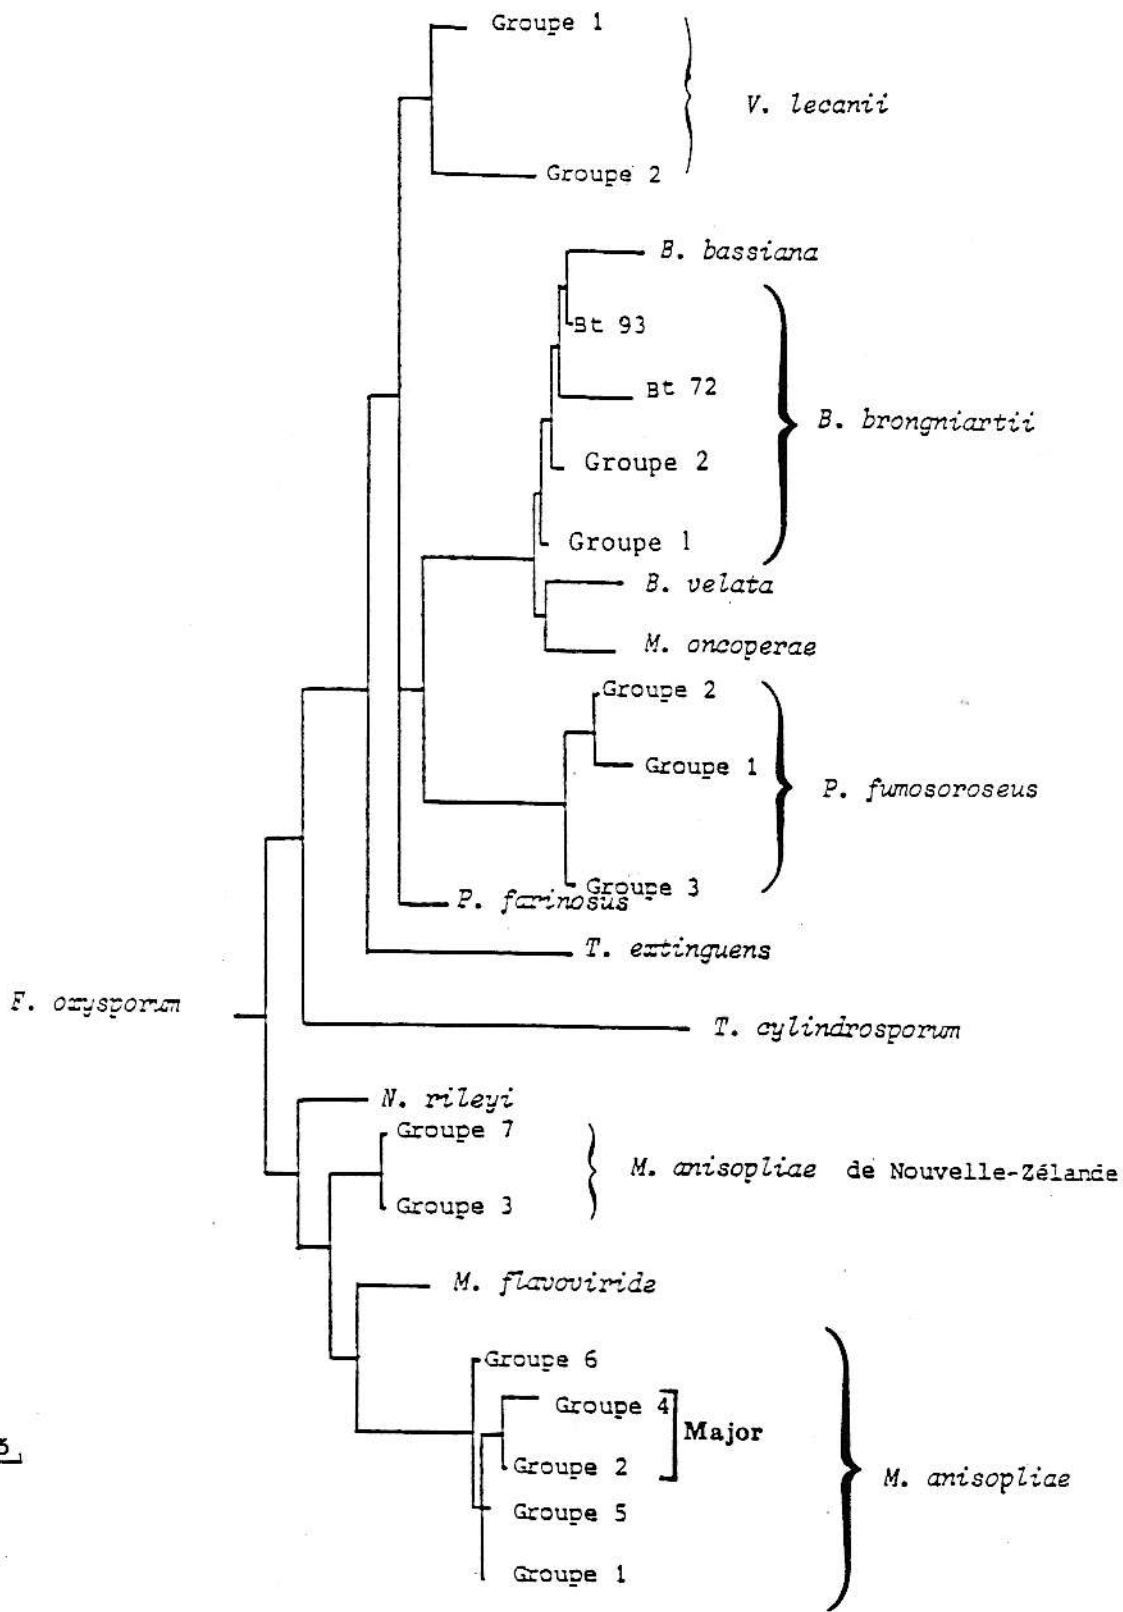 Groupe 1
V. lecanii
Groupe 2
B. bassiana
Bt 93
Bt 72
B. brongniartii
Groupe 2
Groupe 1
B. velata
M. oncoperae
Groupe 2
Groupe 1
P. fumosoroseus
Groupe 3
P. farinosus
T. extinguens
F. oxysporum
T. cylindrosporum
N. rileyi
Groupe 7
M. anisopliae de Nouvelle-Zélande
Groupe 3
M. flavoviride
Groupe 6
Groupe 4
Major
Groupe 2
M. anisopliae
Groupe 5
Groupe 1